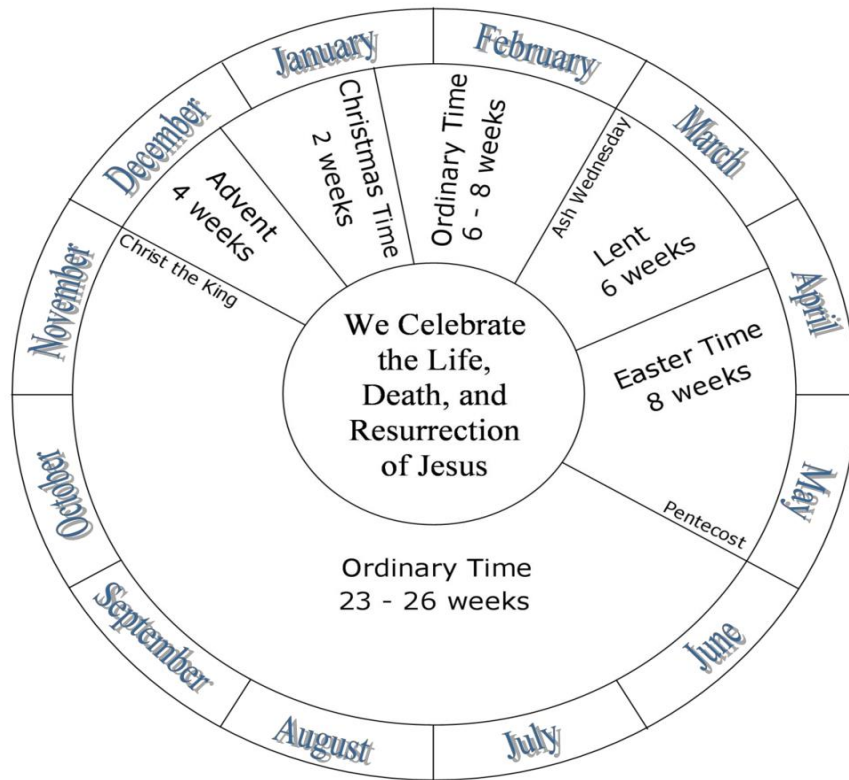 January
February
March
April
May
June
July
August
September
October
November
December
Advent
4 weeks
Christmas Time
2 weeks
Ordinary Time
6 - 8 weeks
Ash Wednesday
Lent
6 weeks
Easter Time
8 weeks
Pentecost
Ordinary Time
23 - 26 weeks
Christ the King
We Celebrate
the Life,
Death, and
Resurrection
of Jesus